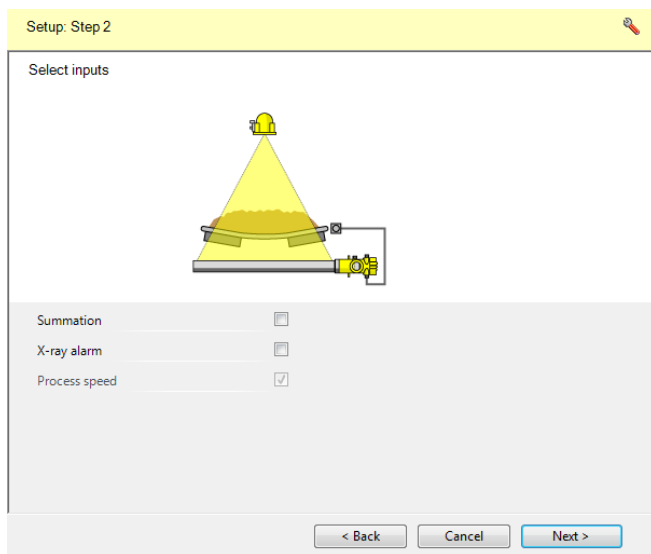 Setup: Step 2
Select inputs
Summation
X-ray alarm
Process speed
< Back
Cancel
Next >